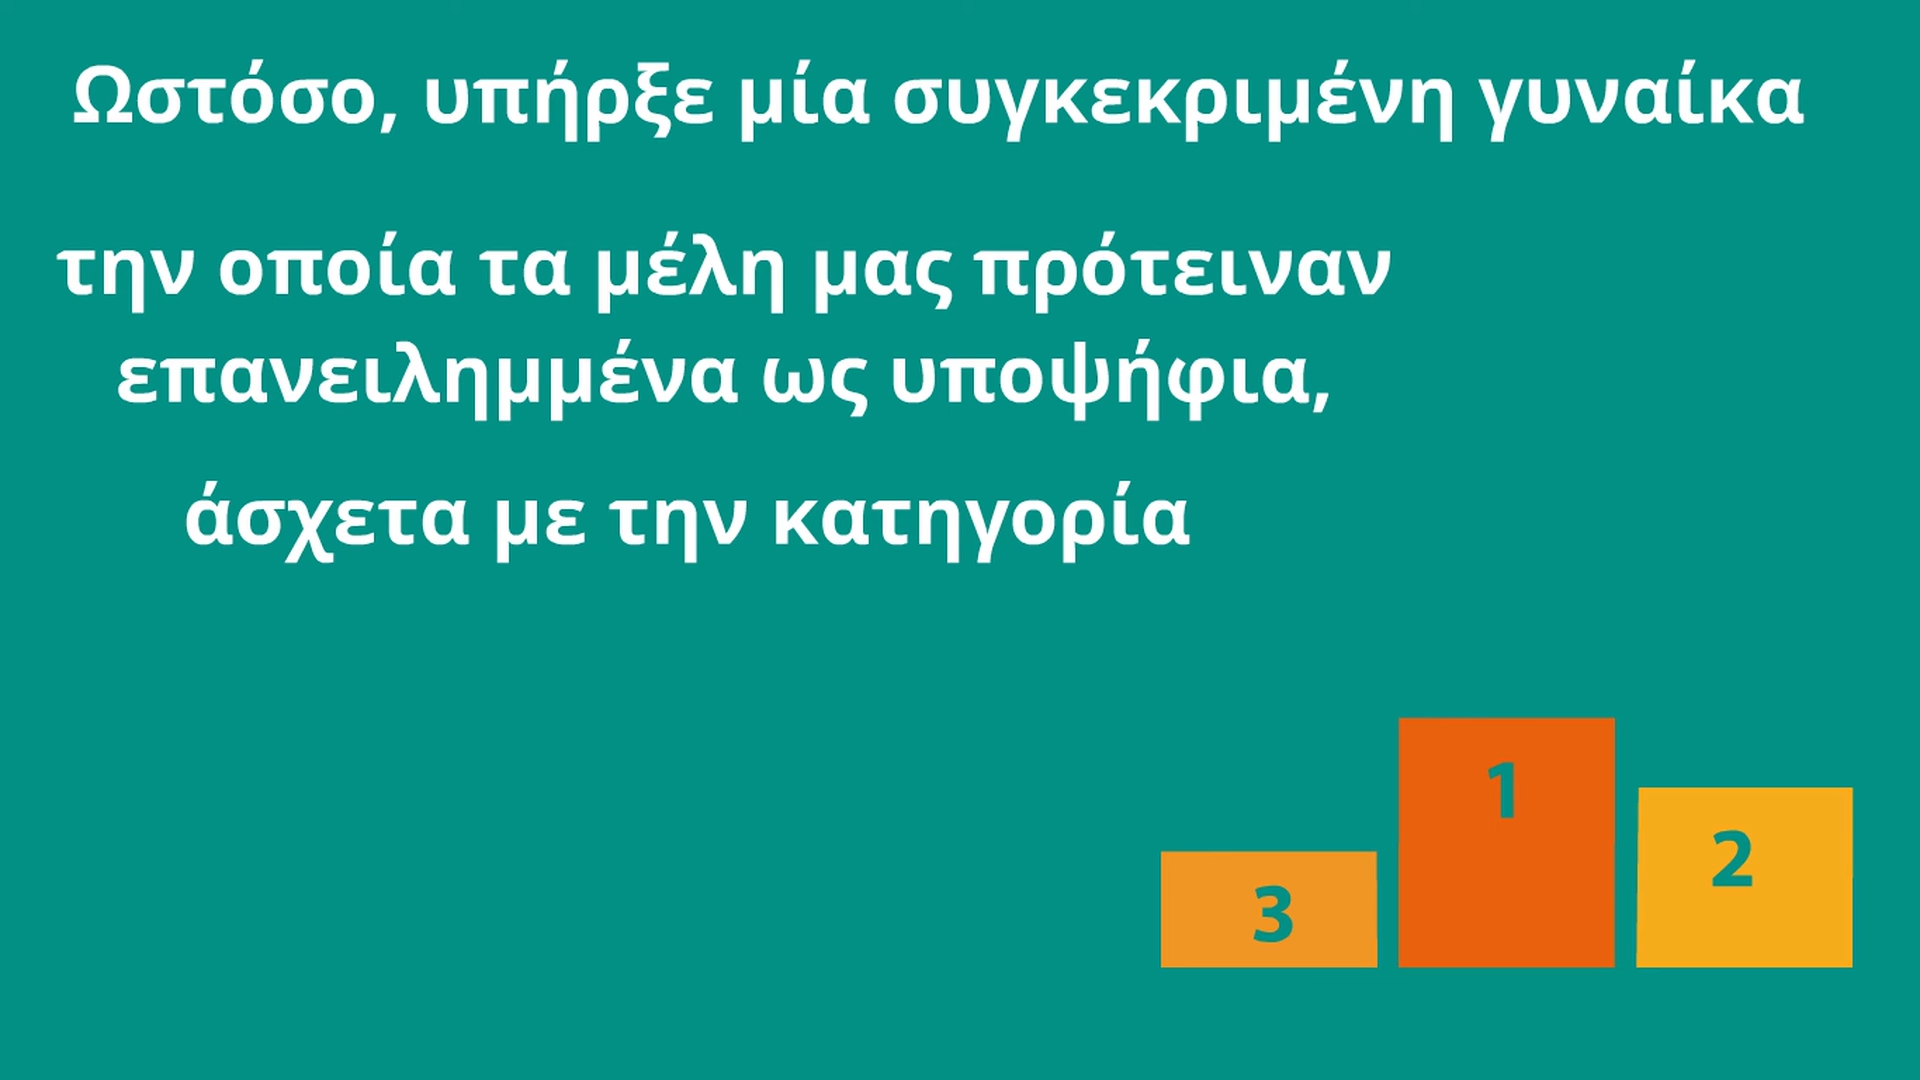 Ωστόσο, υπήρξε μία συγκεκριμένη γυναίκα
την οποία τα μέλη μας πρότειναν
επανειλημμένα ως υποψήφια,
άσχετα με την κατηγορία
1
2
3